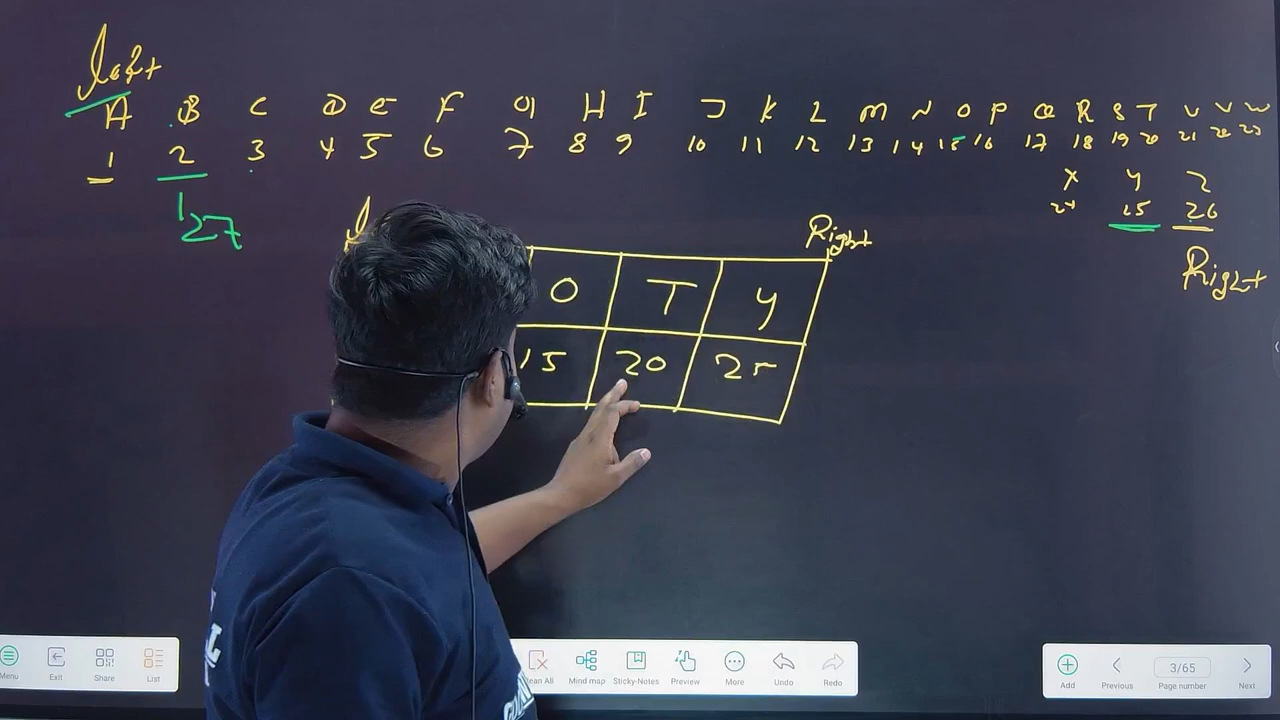 left
A B C D E F G H I J K L M N O P Q R S T U V W
1 2 3 4 5 6 7 8 9 10 11 12 13 14 15 16 17 18 19 20 21 22 23
X Y Z
24 25 26
27
Right
Right
O T Y
15 20 25
Menu Exit Share List
Clean All Mind map Sticky-Notes Preview More Undo Redo
Add Previous 3/65 Page number Next